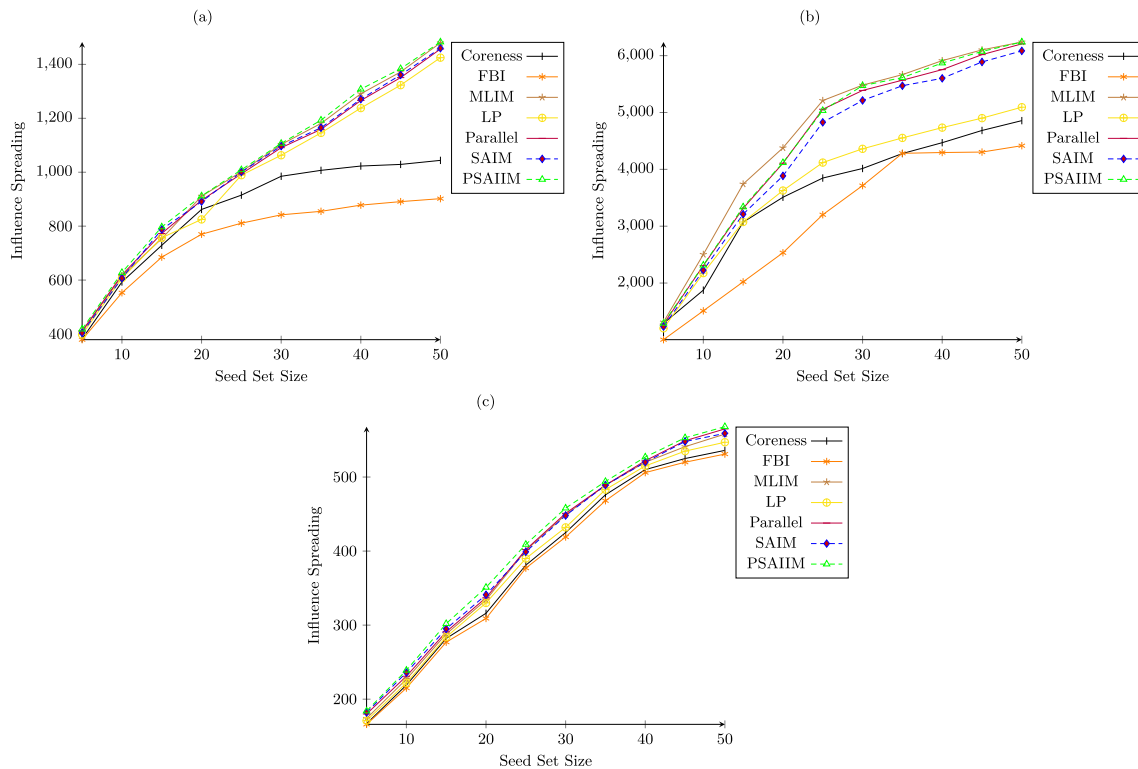 (a)
Influence Spreading
1,400
1,200
1,000
800
600
400
10 20 30 40 50
Seed Set Size
Coreness
FBI
MLIM
LP
Parallel
SAIM
PSAIIM
(b)
Influence Spreading
6,000
5,000
4,000
3,000
2,000
10 20 30 40 50
Seed Set Size
Coreness
FBI
MLIM
LP
Parallel
SAIM
PSAIIM
(c)
Influence Spreading
500
400
300
200
10 20 30 40 50
Seed Set Size
Coreness
FBI
MLIM
LP
Parallel
SAIM
PSAIIM